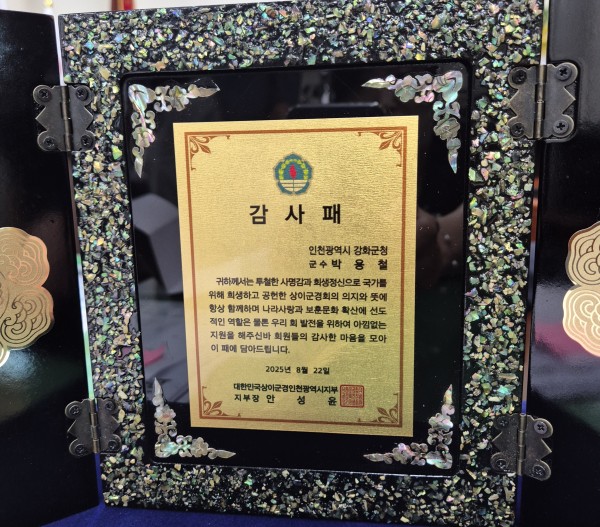 감 사 패
인천광역시 강화군청
군수 박 용 철
귀하께서는 투철한 사명감과 희생정신으로 국가를
위해 희생하고 공헌한 상이군경회의 의지와 뜻에
항상 함께하며 나라사랑과 보훈문화 확산에 선도
적인 역할은 물론 우리 회 발전을 위하여 아낌없는
지원을 해주신바 회원들의 감사한 마음을 모아
이 패에 담아드립니다.
2025년 8월 22일
대한민국상이군경인천광역시지부
지부장 안 성 윤